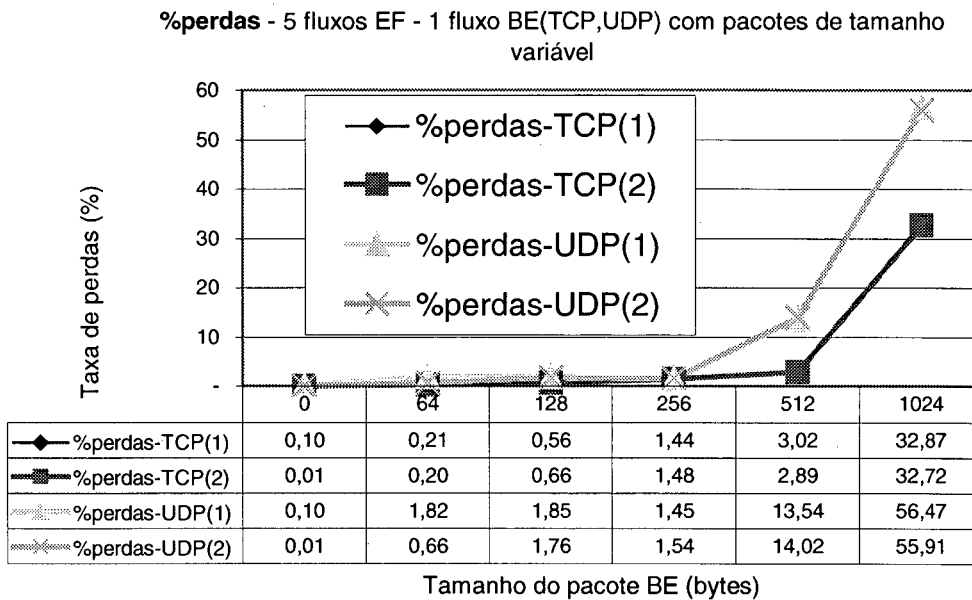 %perdas - 5 fluxos EF - 1 fluxo BE(TCP,UDP) com pacotes de tamanho
variável
Taxa de perdas (%)
60
50
40
30
20
10
-
%perdas-TCP(1)
%perdas-TCP(2)
%perdas-UDP(1)
%perdas-UDP(2)
0 64 128 256 512 1024
%perdas-TCP(1) 0,10 0,21 0,56 1,44 3,02 32,87
%perdas-TCP(2) 0,01 0,20 0,66 1,48 2,89 32,72
%perdas-UDP(1) 0,10 1,82 1,85 1,45 13,54 56,47
%perdas-UDP(2) 0,01 0,66 1,76 1,54 14,02 55,91
Tamanho do pacote BE (bytes)